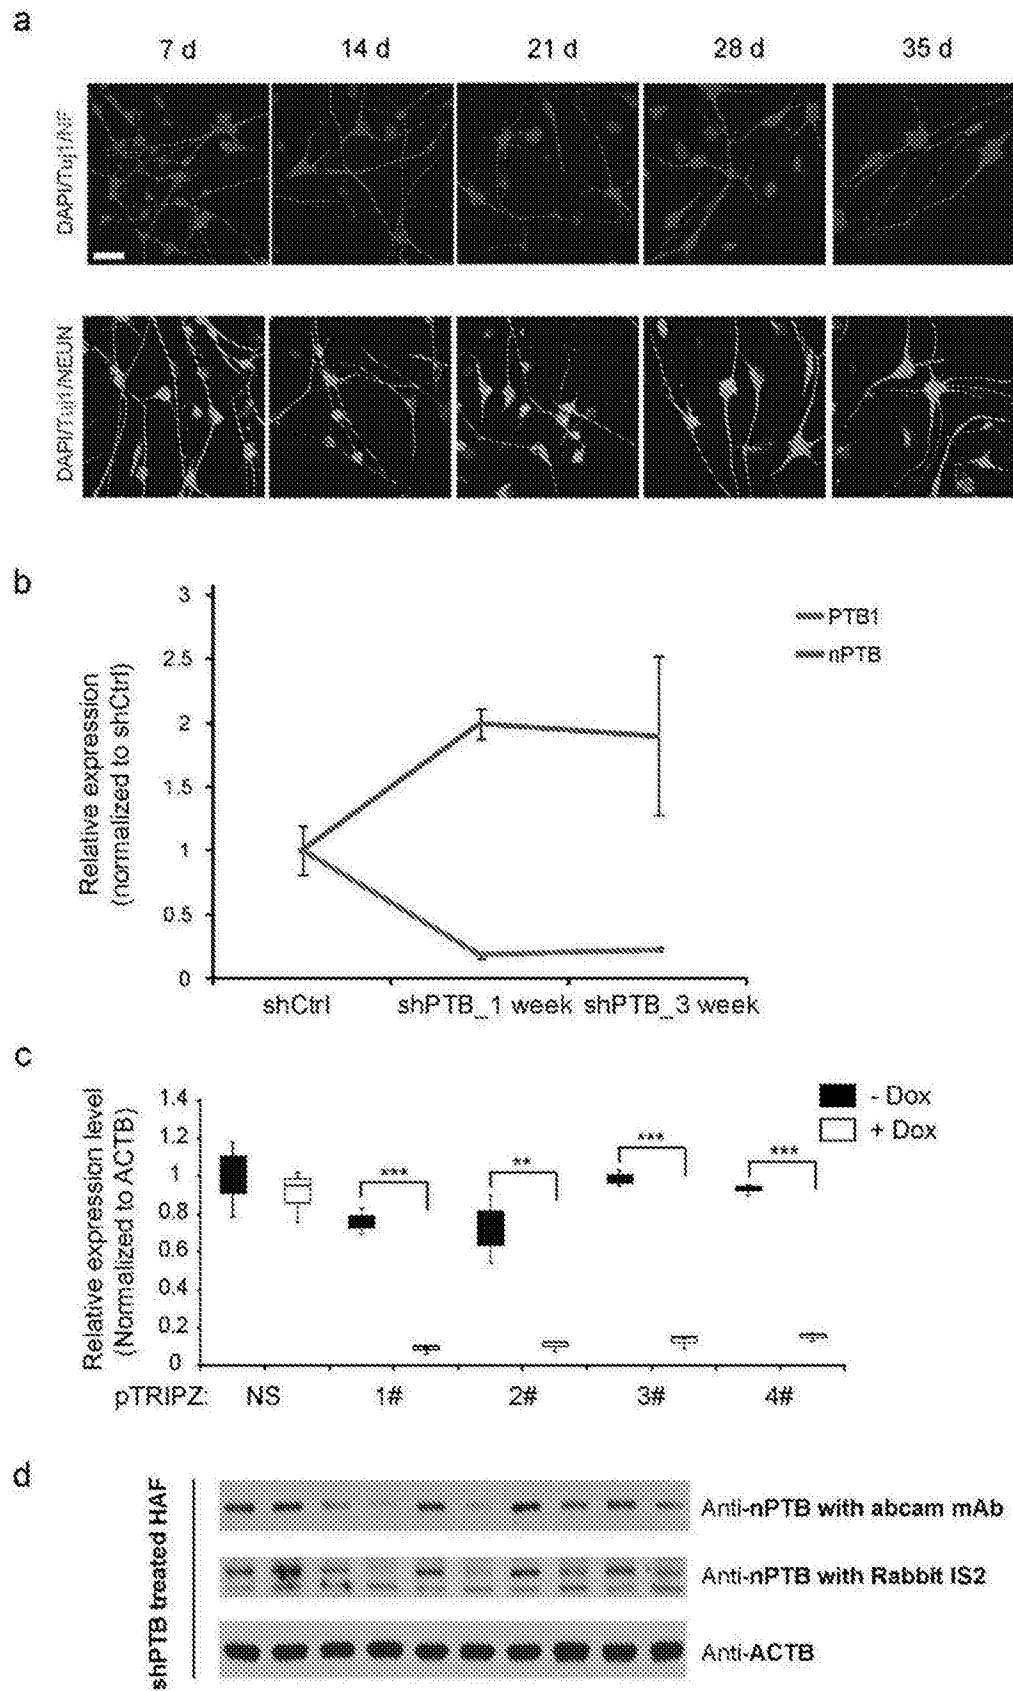 a
7 d 14 d 21 d 28 d 35 d
DAPI/Tuj1/NF
DAPI/Tuj1/NEUN
b
Relative expression
(normalized to shCtrl)
3
2.5
2
1.5
1
0.5
0
PTB1
nPTB
shCtrl shPTB_1 week shPTB_3 week
c
Relative expression level
(Normalized to ACTB)
1.4
1.2
1
0.8
0.6
0.4
0.2
0
- Dox
+ Dox
*** ** *** ***
pTRIPZ: NS 1# 2# 3# 4#
d
shPTB treated HAF
Anti-nPTB with abcam mAb
Anti-nPTB with Rabbit IS2
Anti-ACTB